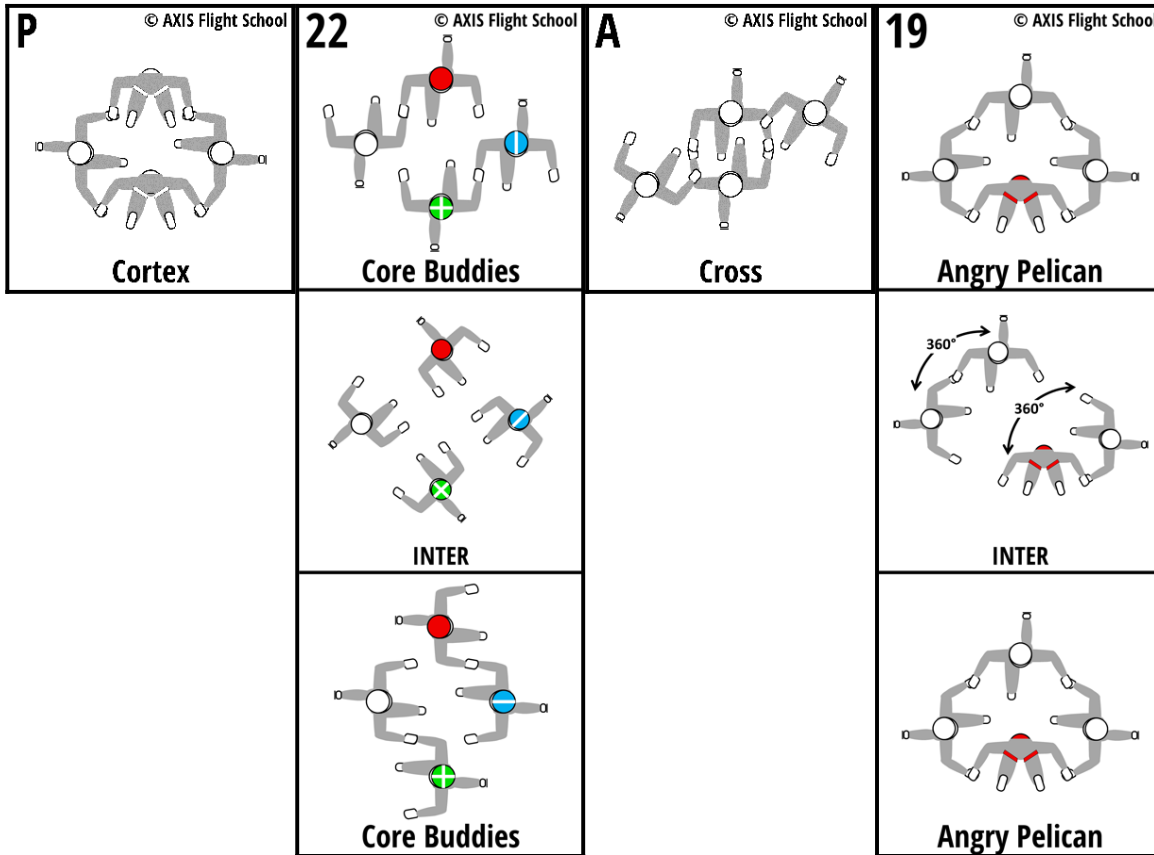 P © AXIS Flight School
Cortex
22 © AXIS Flight School
Core Buddies
INTER
Core Buddies
A © AXIS Flight School
Cross
19 © AXIS Flight School
Angry Pelican
360°
360°
INTER
Angry Pelican